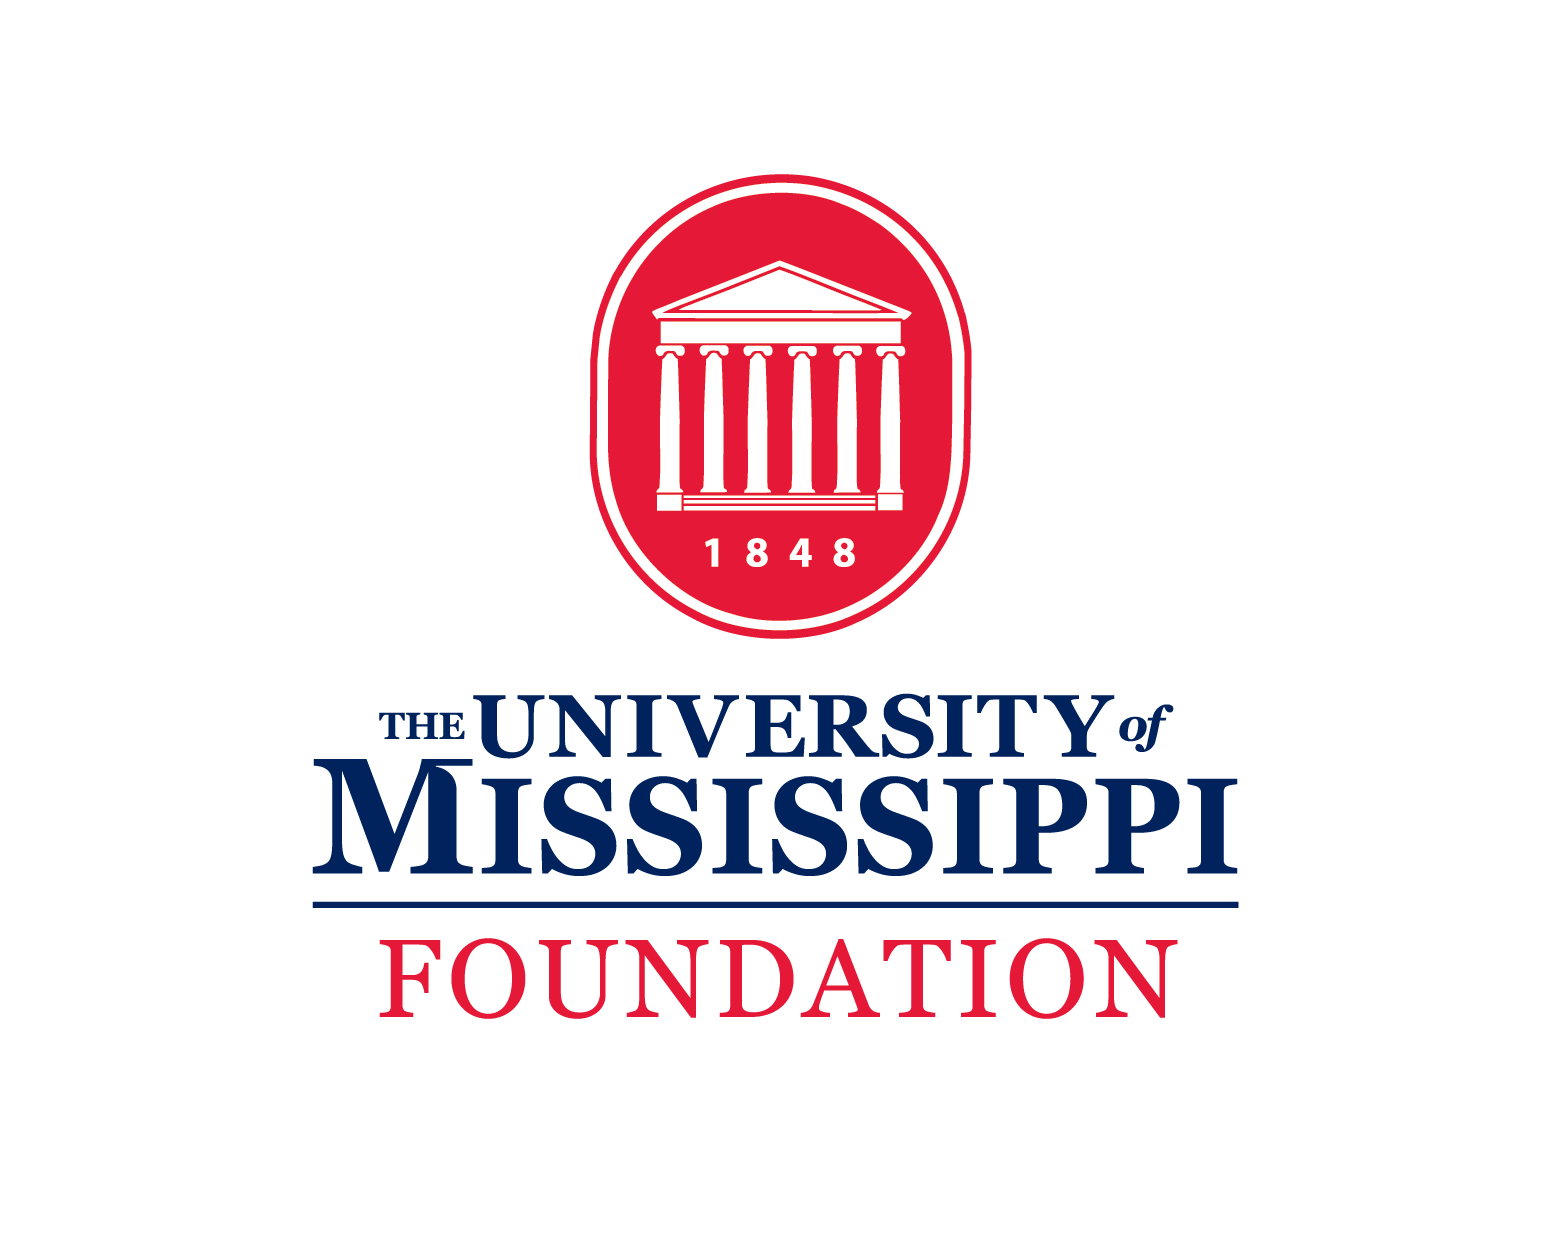 1848
THE UNIVERSITY of
MISSISSIPPI
FOUNDATION